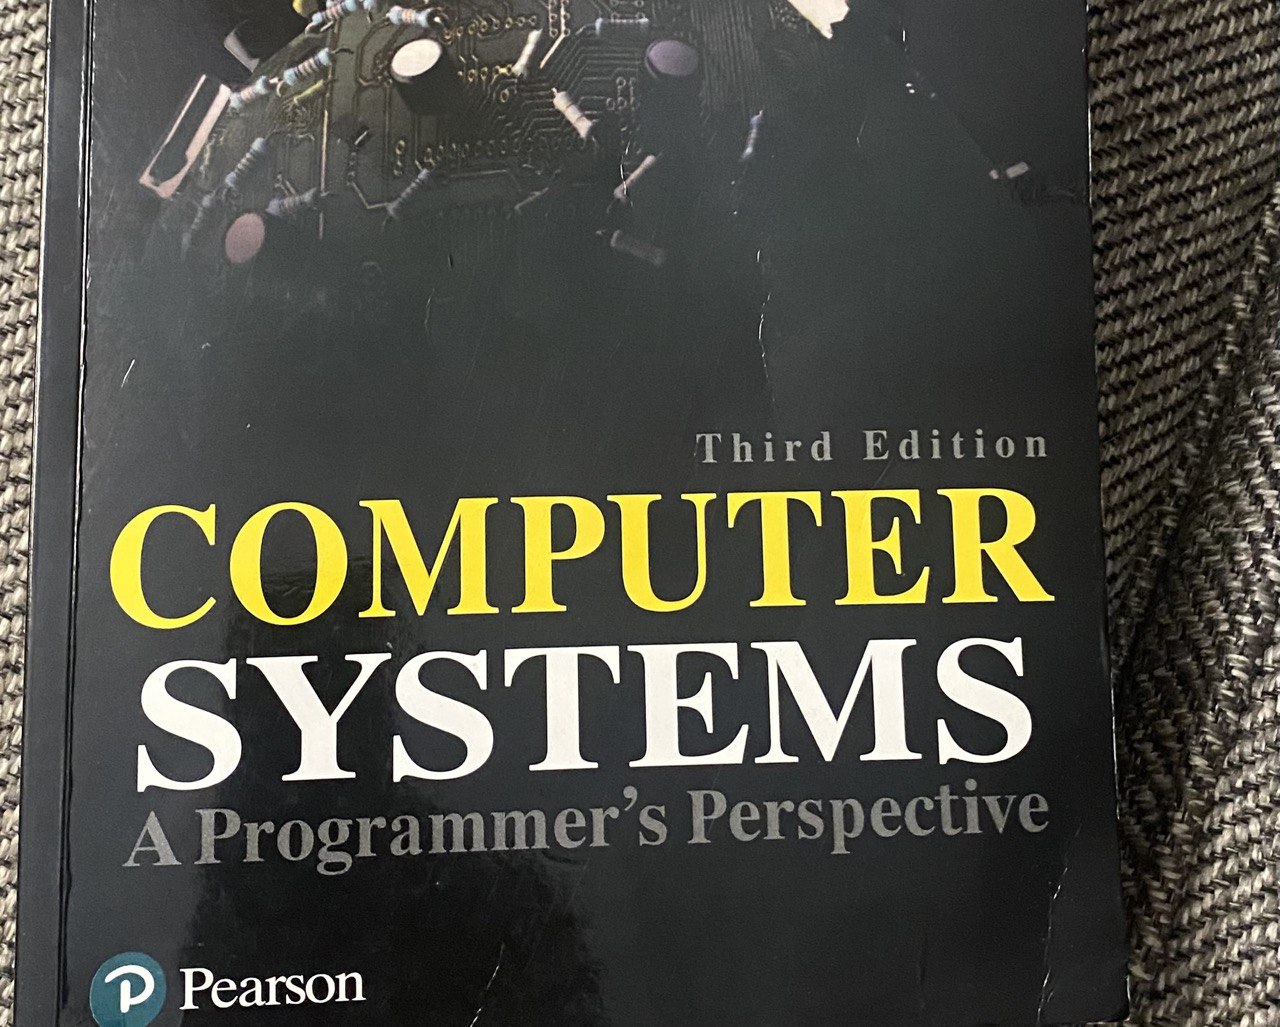 Third Edition
COMPUTER
SYSTEMS
A Programmer's Perspective
Pearson